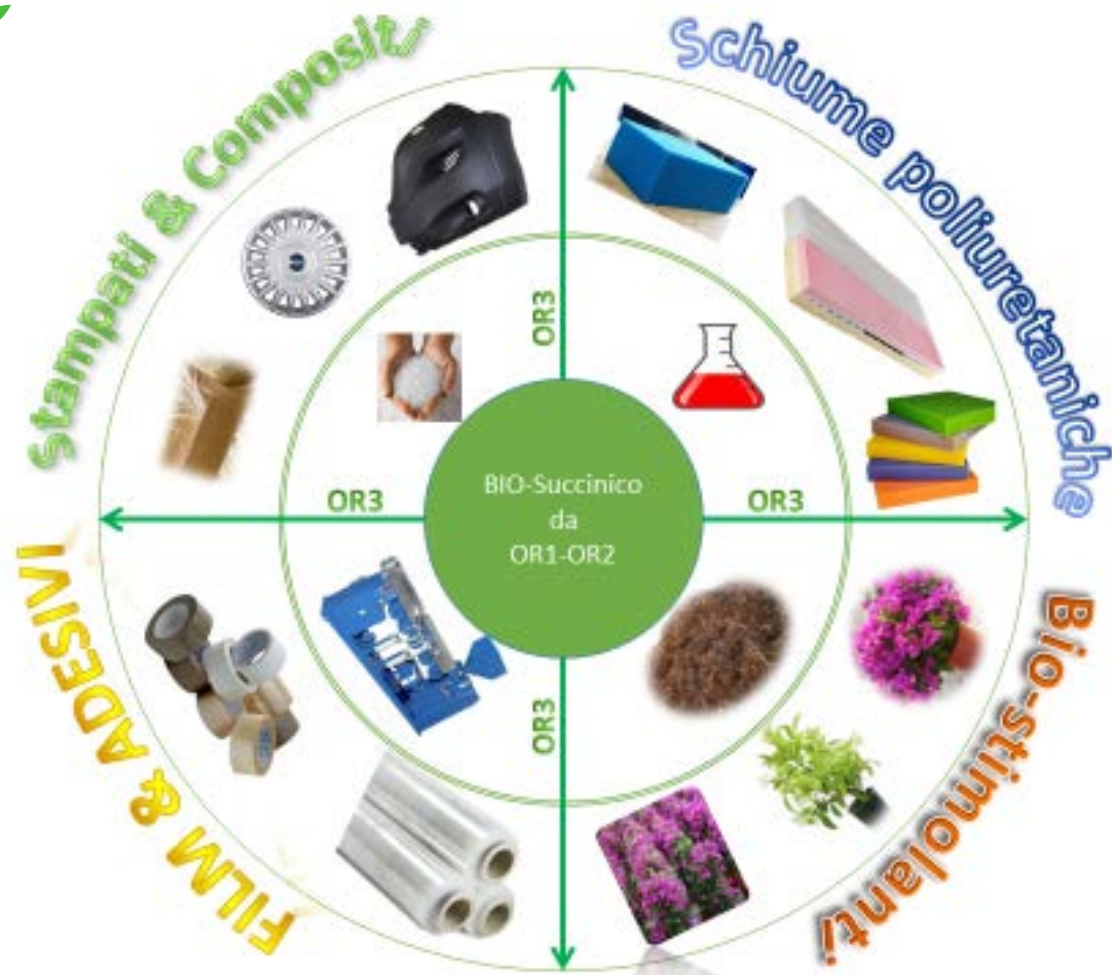 Stampati & Compositi
Schiume poliuretaniche
OR3
OR3
BIO-Succinico
da
OR1-OR2
OR3
OR3
FILM & ADESIVI
Bio-stimolanti